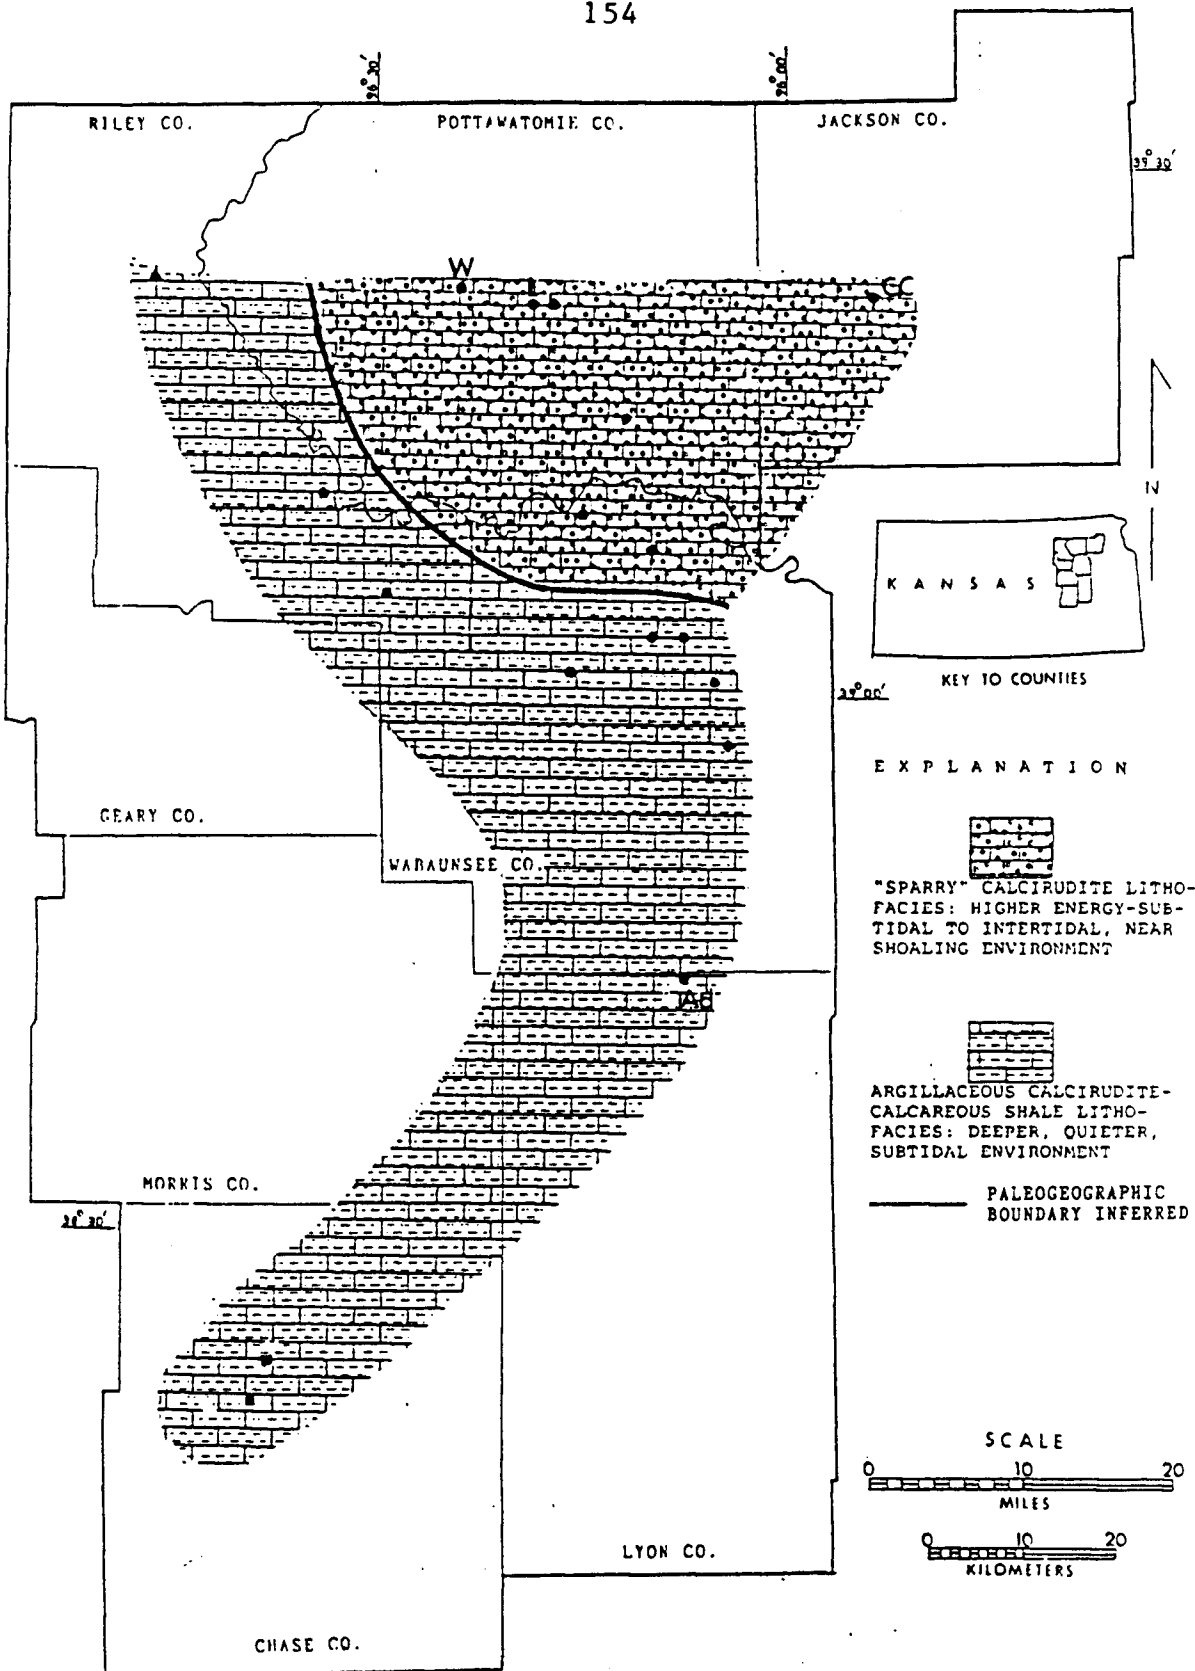 154
96° 30'
96° 00'
RILEY CO.
POTTAWATOMIE CO.
JACKSON CO.
39° 30'
W
L
CC
N
KANSAS
KEY TO COUNTIES
39° 00'
EXPLANATION
GEARY CO.
WABAUNSEE CO.
"SPARRY" CALCIRUDITE LITHO-
FACIES: HIGHER ENERGY-SUB-
TIDAL TO INTERTIDAL, NEAR
SHOALING ENVIRONMENT
Ad
ARGILLACEOUS CALCIRUDITE-
CALCAREOUS SHALE LITHO-
FACIES: DEEPER, QUIETER,
SUBTIDAL ENVIRONMENT
MORRIS CO.
PALEOGEOGRAPHIC
BOUNDARY INFERRED
38° 30'
SCALE
0 10 20
MILES
0 10 20
KILOMETERS
LYON CO.
CHASE CO.